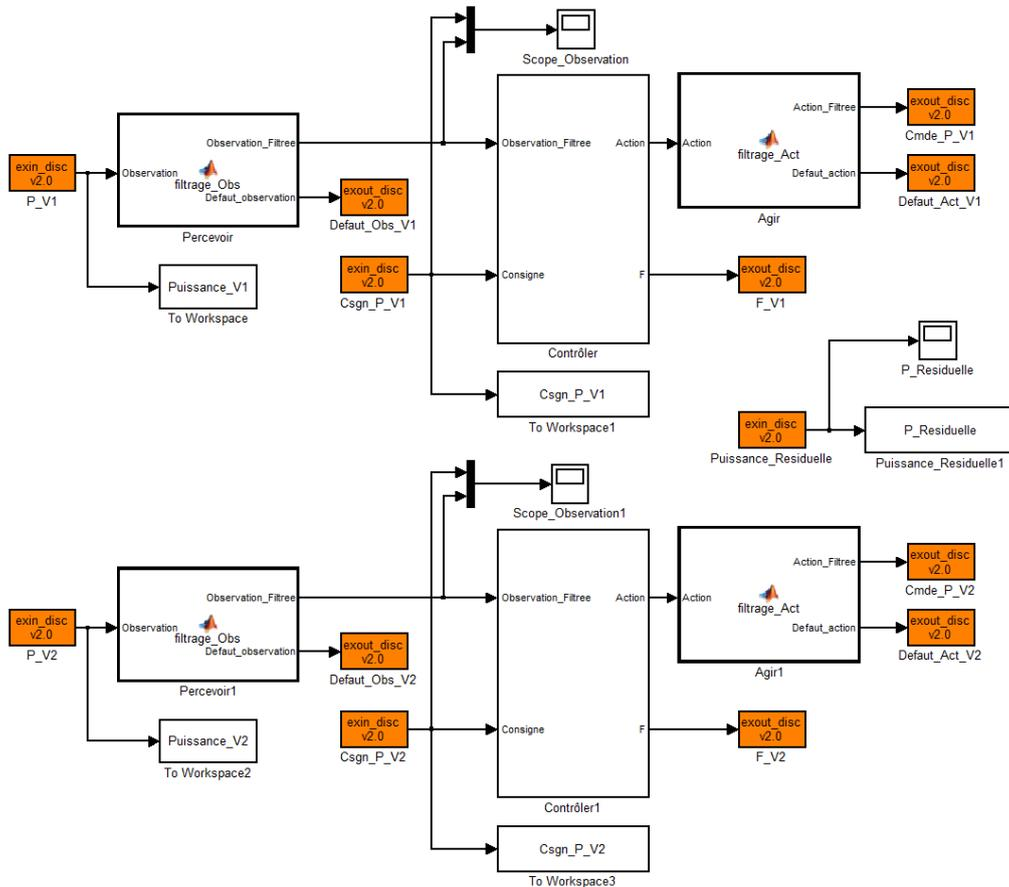 Scope_Observation
exin_disc
v2.0
P_V1
Observation
Observation_Filtree
filtrage_Obs
Defaut_observation
Percevoir
exout_disc
v2.0
Defaut_Obs_V1
Puissance_V1
To Workspace
exin_disc
v2.0
Csgn_P_V1
Observation_Filtree
Action
Consigne
F
Contrôler
Action
Action_Filtree
filtrage_Act
Defaut_action
Agir
exout_disc
v2.0
Cmde_P_V1
exout_disc
v2.0
Defaut_Act_V1
exout_disc
v2.0
F_V1
Csgn_P_V1
To Workspace1
P_Residuelle
exin_disc
v2.0
Puissance_Residuelle
P_Residuelle
Puissance_Residuelle1
Scope_Observation1
exin_disc
v2.0
P_V2
Observation
Observation_Filtree
filtrage_Obs
Defaut_observation
Percevoir1
exout_disc
v2.0
Defaut_Obs_V2
Puissance_V2
To Workspace2
exin_disc
v2.0
Csgn_P_V2
Observation_Filtree
Action
Consigne
F
Contrôler1
Action
Action_Filtree
filtrage_Act
Defaut_action
Agir1
exout_disc
v2.0
Cmde_P_V2
exout_disc
v2.0
Defaut_Act_V2
exout_disc
v2.0
F_V2
Csgn_P_V2
To Workspace3